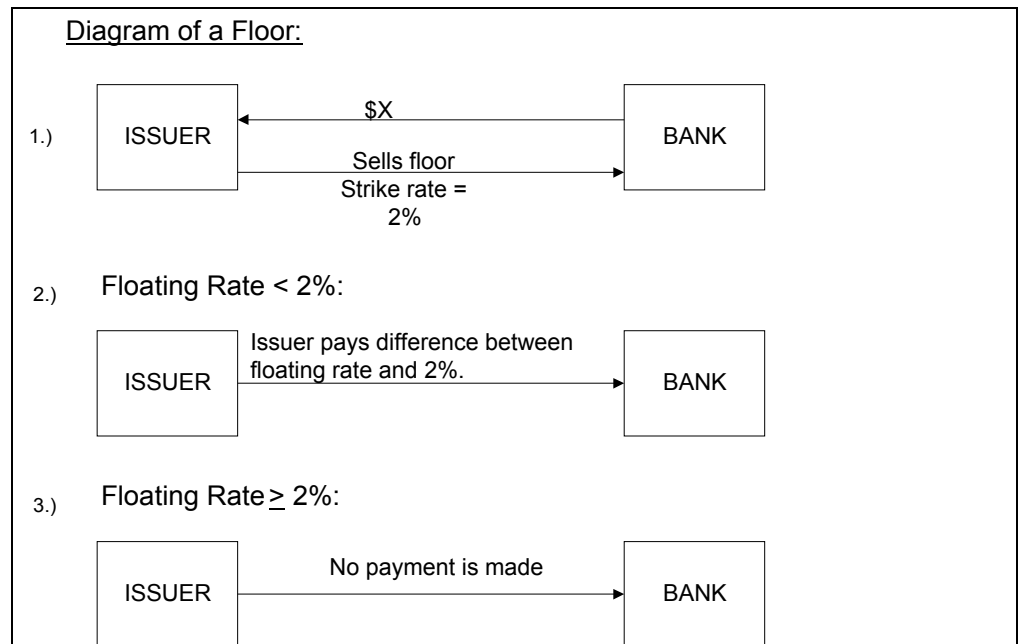 Diagram of a Floor:
$X
1.)
ISSUER
BANK
Sells floor
Strike rate =
2%
2.)
Floating Rate < 2%:
Issuer pays difference between
floating rate and 2%.
ISSUER
BANK
3.)
Floating Rate ≥ 2%:
No payment is made
ISSUER
BANK